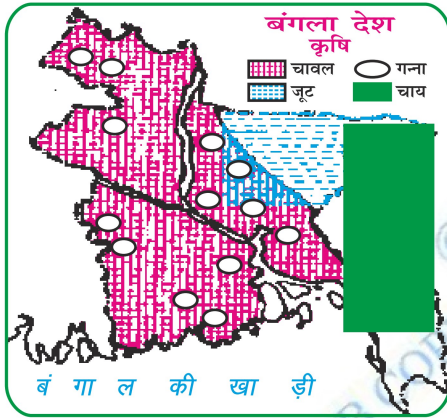 बंगला देश
कृषि
चावल गन्ना
जूट चाय
बं गा ल की खा ड़ी